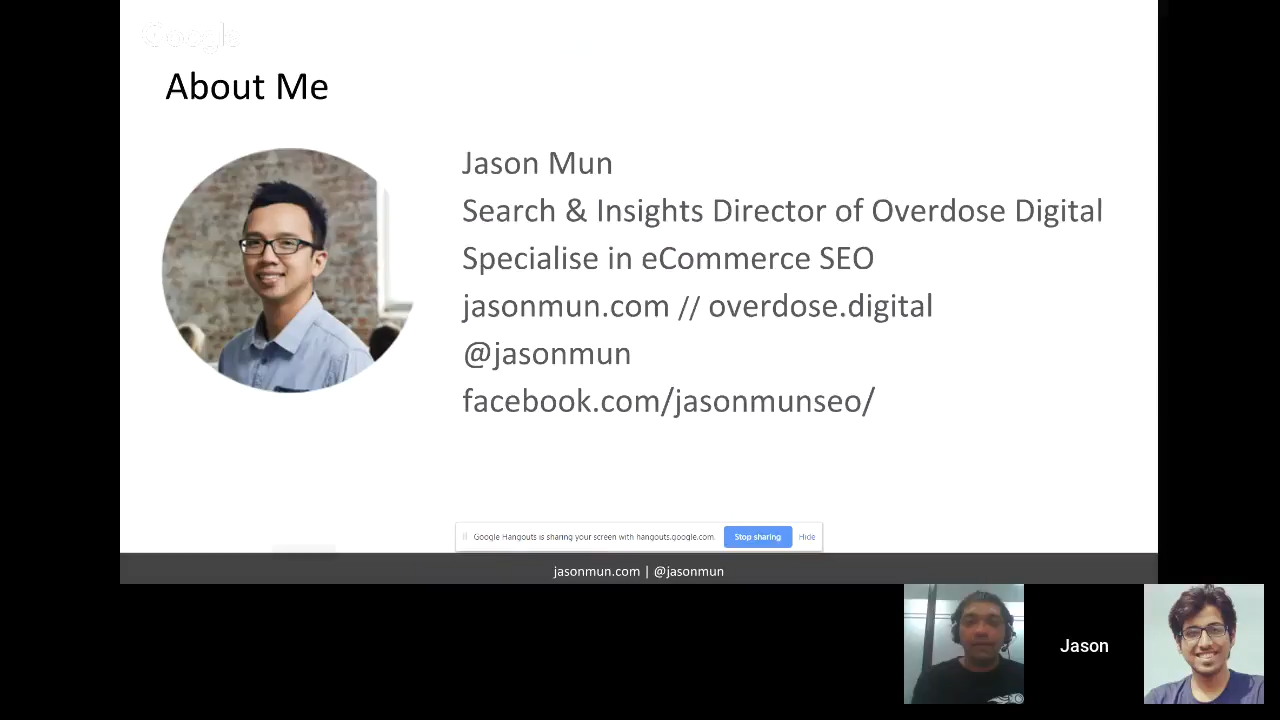 Google
About Me
Jason Mun
Search & Insights Director of Overdose Digital
Specialise in eCommerce SEO
jasonmun.com // overdose.digital
@jasonmun
facebook.com/jasonmunseo/
Google Hangouts is sharing your screen with hangouts.google.com.
Stop sharing
Hide
jasonmun.com | @jasonmun
Jason